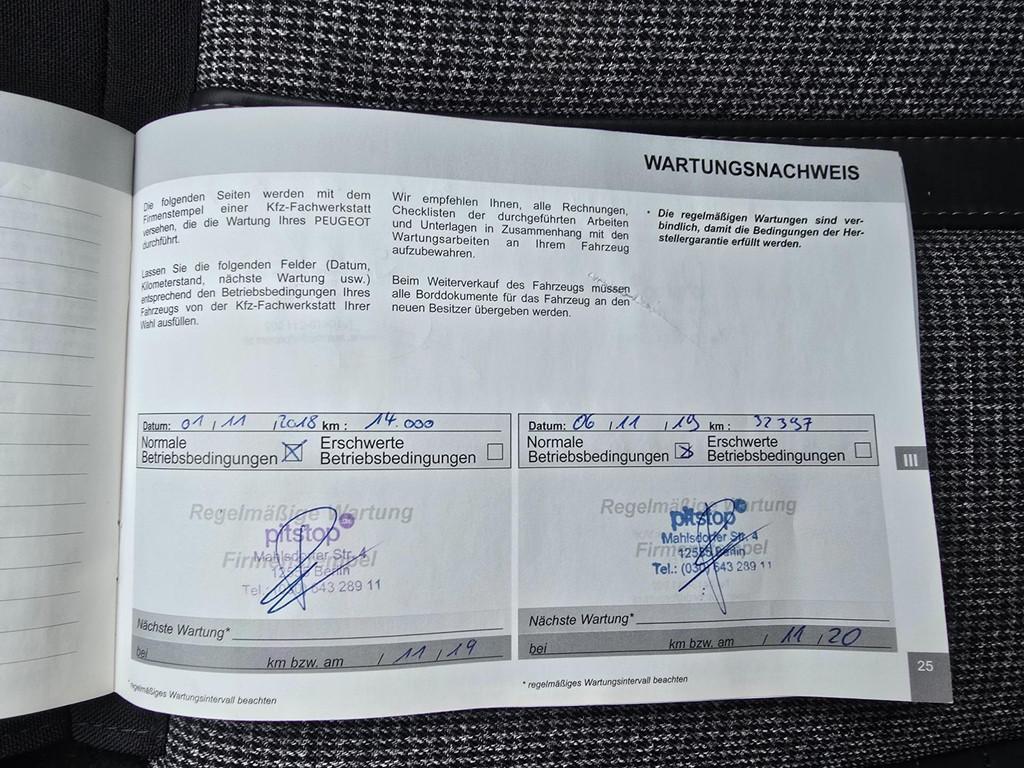 WARTUNGSNACHWEIS
Die folgenden Seiten werden mit dem
Firmenstempel einer Kfz-Fachwerkstatt
versehen, die die Wartung Ihres PEUGEOT
durchführt.
Lassen Sie die folgenden Felder (Datum,
Kilometerstand, nächste Wartung usw.)
entsprechend den Betriebsbedingungen Ihres
Fahrzeugs von der Kfz-Fachwerkstatt Ihrer
Wahl ausfüllen.
Wir empfehlen Ihnen, alle Rechnungen,
Checklisten der durchgeführten Arbeiten
und Unterlagen in Zusammenhang mit den
Wartungsarbeiten an Ihrem Fahrzeug
aufzubewahren.
Beim Weiterverkauf des Fahrzeugs müssen
alle Borddokumente für das Fahrzeug an den
neuen Besitzer übergeben werden.
* Die regelmäßigen Wartungen sind ver-
bindlich, damit die Bedingungen der Her-
stellergarantie erfüllt werden.
Datum: 01 / 11 / 2018 km : 14.000
Normale
Betriebsbedingungen
Erschwerte
Betriebsbedingungen
Regelmäßige Wartung
pitstop
Firmenstempel
Mahlsdorfer Str. 4
12555 Berlin
Tel.: (030) 643 289 11
Nächste Wartung*
bei km bzw. am / 11 / 19
* regelmäßiges Wartungsintervall beachten
Datum: 06 / 11 / 19 km : 32397
Normale
Betriebsbedingungen
Erschwerte
Betriebsbedingungen
Regelmäßige Wartung
pitstop
Firmenstempel
Mahlsdorfer Str. 4
12555 Berlin
Tel.: (030) 643 289 11
Nächste Wartung*
bei km bzw. am / 11 / 20
* regelmäßiges Wartungsintervall beachten
III
25